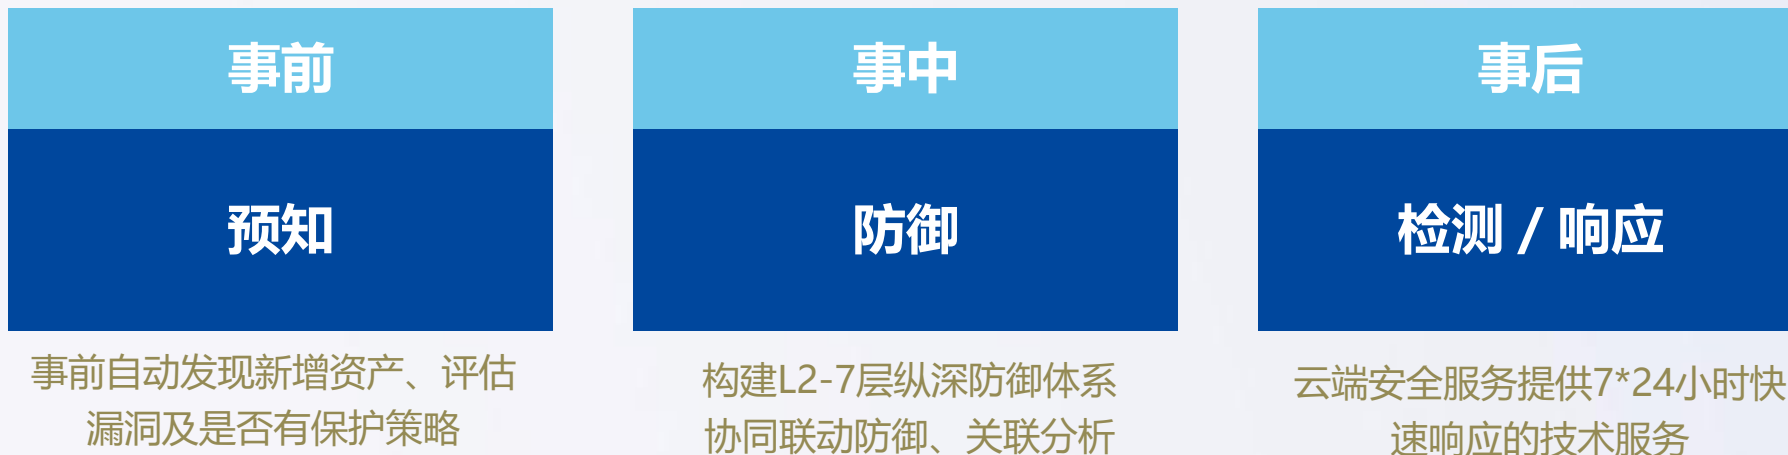 事前
预知
事前自动发现新增资产、评估
漏洞及是否有保护策略
事中
防御
构建L2-7层纵深防御体系
协同联动防御、关联分析
事后
检测 / 响应
云端安全服务提供7*24小时快
速响应的技术服务